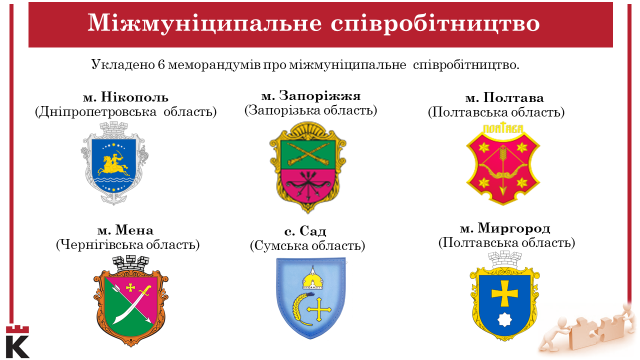 Міжмуніципальне співробітництво
Укладено 6 меморандумів про міжмуніципальне співробітництво.
м. Нікополь
(Дніпропетровська область)
м. Запоріжжя
(Запорізька область)
м. Полтава
(Полтавська область)
ПОЛТАВА
м. Мена
(Чернігівська область)
с. Сад
(Сумська область)
м. Миргород
(Полтавська область)
К